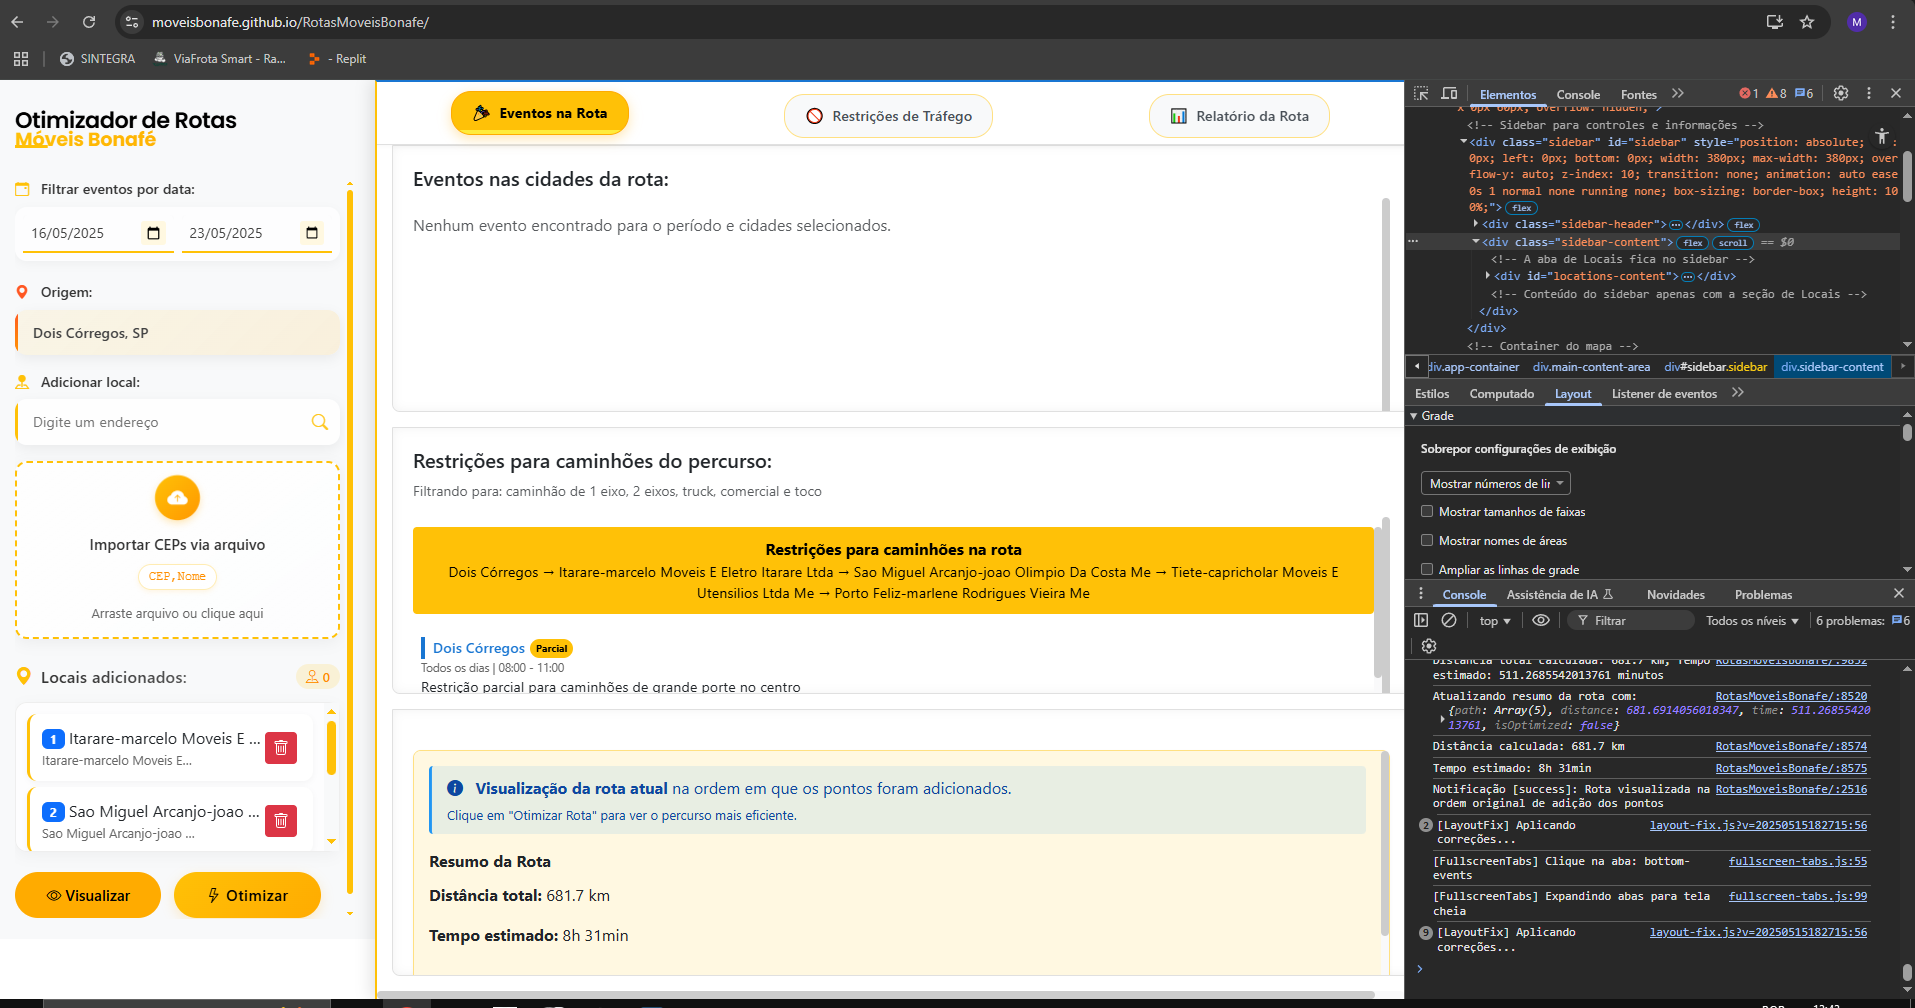 moveisbonafe.github.io/RotasMoveisBonafe/
M
SINTEGRA
ViaFrota Smart - Ra...
- Replit
Otimizador de Rotas
Móveis Bonafé
Filtrar eventos por data:
16/05/2025
23/05/2025
Origem:
Dois Córregos, SP
Adicionar local:
Digite um endereço
Importar CEPs via arquivo
CEP,Nome
Arraste arquivo ou clique aqui
Locais adicionados:
0
1 Itarare-marcelo Moveis E ...
Itarare-marcelo Moveis E...
2 Sao Miguel Arcanjo-joao ...
Sao Miguel Arcanjo-joao ...
Visualizar
Otimizar
Eventos na Rota
Restrições de Tráfego
Relatório da Rota
Eventos nas cidades da rota:
Nenhum evento encontrado para o período e cidades selecionados.
Restrições para caminhões do percurso:
Filtrando para: caminhão de 1 eixo, 2 eixos, truck, comercial e toco
Restrições para caminhões na rota
Dois Córregos → Itarare-marcelo Moveis E Eletro Itarare Ltda → Sao Miguel Arcanjo-joao Olimpio Da Costa Me → Tiete-capricholar Moveis E
Utensilios Ltda Me → Porto Feliz-marlene Rodrigues Vieira Me
Dois Córregos Parcial
Todos os dias | 08:00 - 11:00
Restrição parcial para caminhões de grande porte no centro
Visualização da rota atual na ordem em que os pontos foram adicionados.
Clique em "Otimizar Rota" para ver o percurso mais eficiente.
Resumo da Rota
Distância total: 681.7 km
Tempo estimado: 8h 31min
Elementos
Console
Fontes
1
8
6
x 0px 60px; overflow: hidden;">
<!-- Sidebar para controles e informações -->
<div class="sidebar" id="sidebar" style="position: absolute; :
0px; left: 0px; bottom: 0px; width: 380px; max-width: 380px; over
flow-y: auto; z-index: 10; transition: none; animation: auto ease
0s 1 normal none running none; box-sizing: border-box; height: 10
0%;"> flex
<div class="sidebar-header"> ... </div> flex
... <div class="sidebar-content"> flex scroll == $0
<!-- A aba de Locais fica no sidebar -->
<div id="locations-content"> ... </div>
<!-- Conteúdo do sidebar apenas com a seção de Locais -->
</div>
</div>
<!-- Container do mapa -->
div.app-container
div.main-content-area
div#sidebar.sidebar
div.sidebar-content
Estilos
Computado
Layout
Listener de eventos
Grade
Sobrepor configurações de exibição
Mostrar números de lir
Mostrar tamanhos de faixas
Mostrar nomes de áreas
Ampliar as linhas de grade
Console
Assistência de IA
Novidades
Problemas
top
Filtrar
Todos os níveis
6 problemas: 6
Distância total calculada: 681.7 km, Tempo RotasMoveisBonafe/:9852
estimado: 511.2685542013761 minutos
Atualizando resumo da rota com: RotasMoveisBonafe/:8520
{path: Array(5), distance: 681.6914056018347, time: 511.26855420
13761, isOptimized: false}
Distância calculada: 681.7 km RotasMoveisBonafe/:8574
Tempo estimado: 8h 31min RotasMoveisBonafe/:8575
Notificação [success]: Rota visualizada na RotasMoveisBonafe/:2516
ordem original de adição dos pontos
2 [LayoutFix] Aplicando layout-fix.js?v=20250515182715:56
correções...
[FullscreenTabs] Clique na aba: bottom- fullscreen-tabs.js:55
events
[FullscreenTabs] Expandindo abas para tela fullscreen-tabs.js:99
cheia
9 [LayoutFix] Aplicando layout-fix.js?v=20250515182715:56
correções...